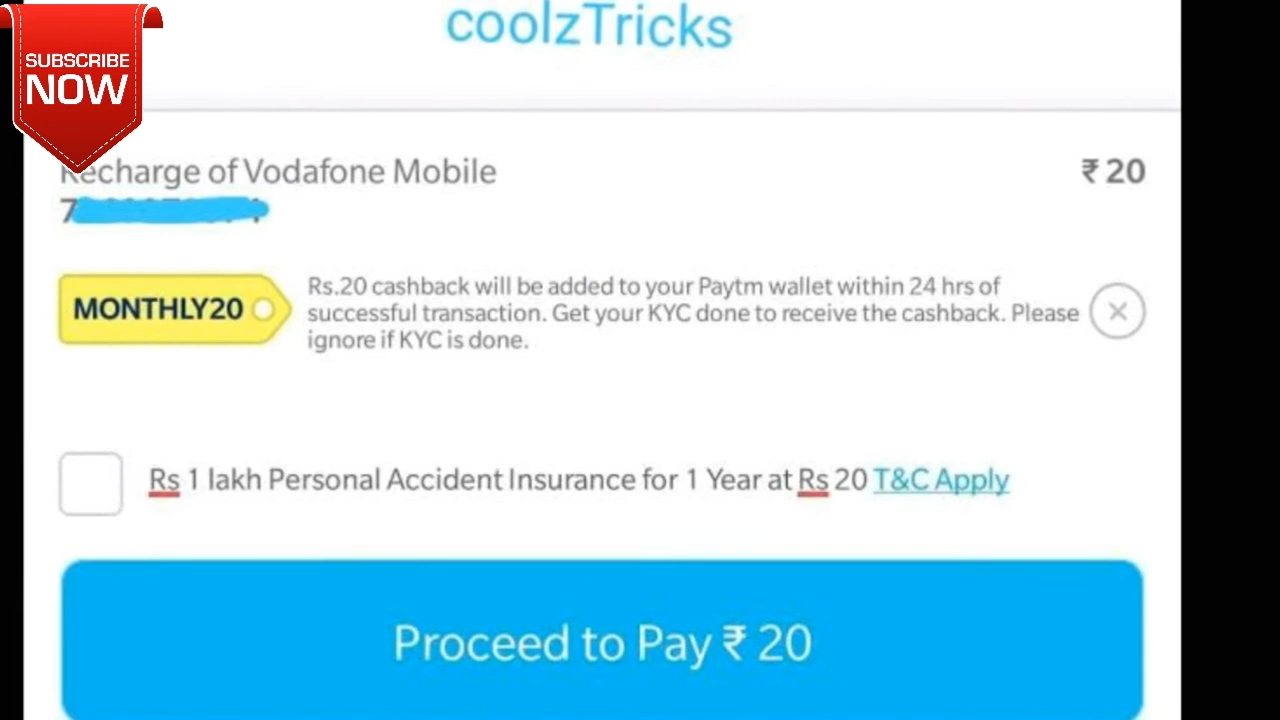 coolzTricks
SUBSCRIBE
NOW
Recharge of Vodafone Mobile
₹ 20
7
MONTHLY20
Rs.20 cashback will be added to your Paytm wallet within 24 hrs of
successful transaction. Get your KYC done to receive the cashback. Please
ignore if KYC is done.
Rs 1 lakh Personal Accident Insurance for 1 Year at Rs 20 T&C Apply
Proceed to Pay ₹ 20